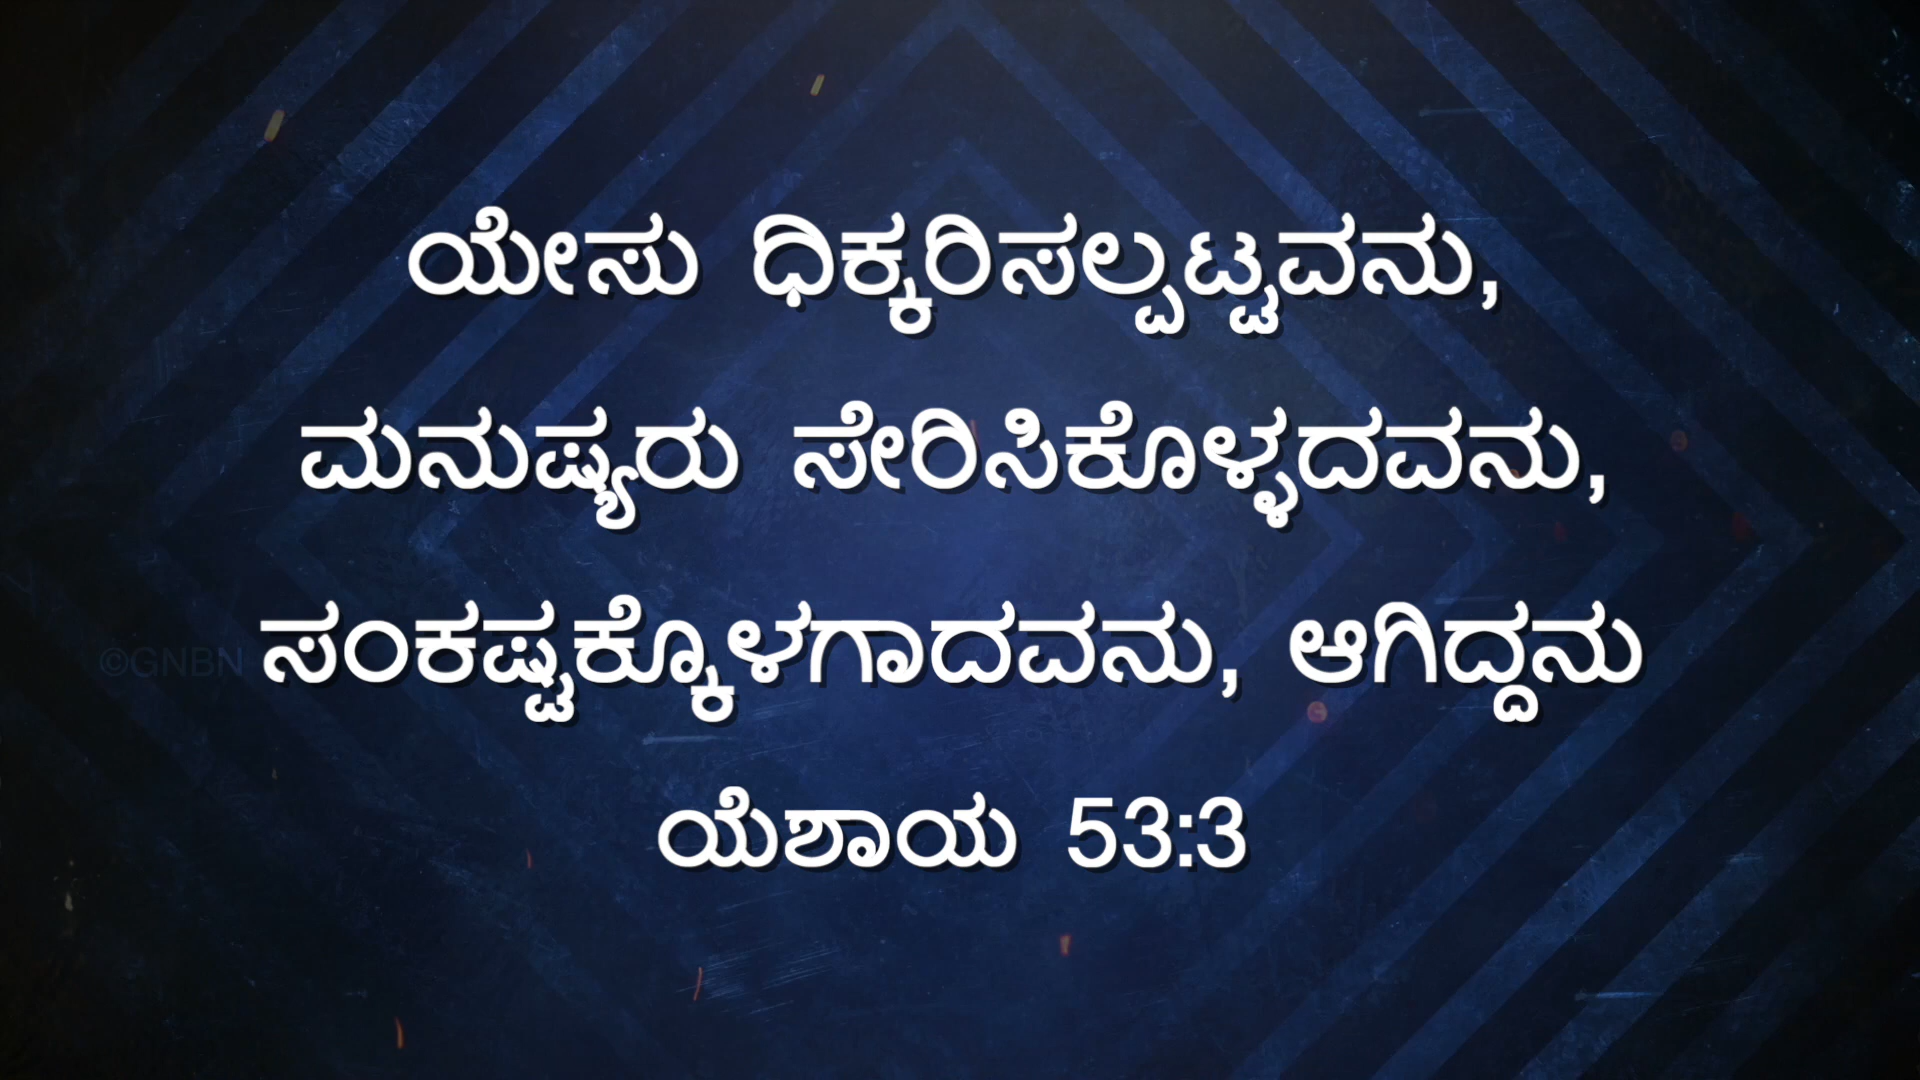 ಯೇಸು ಧಿಕ್ಕರಿಸಲ್ಪಟ್ಟವನು,
ಮನುಷ್ಯರು ಸೇರಿಸಿಕೊಳ್ಳದವನು,
ಸಂಕಷ್ಟಕ್ಕೊಳಗಾದವನು, ಆಗಿದ್ದನು
©GNBN
ಯೆಶಾಯ 53:3